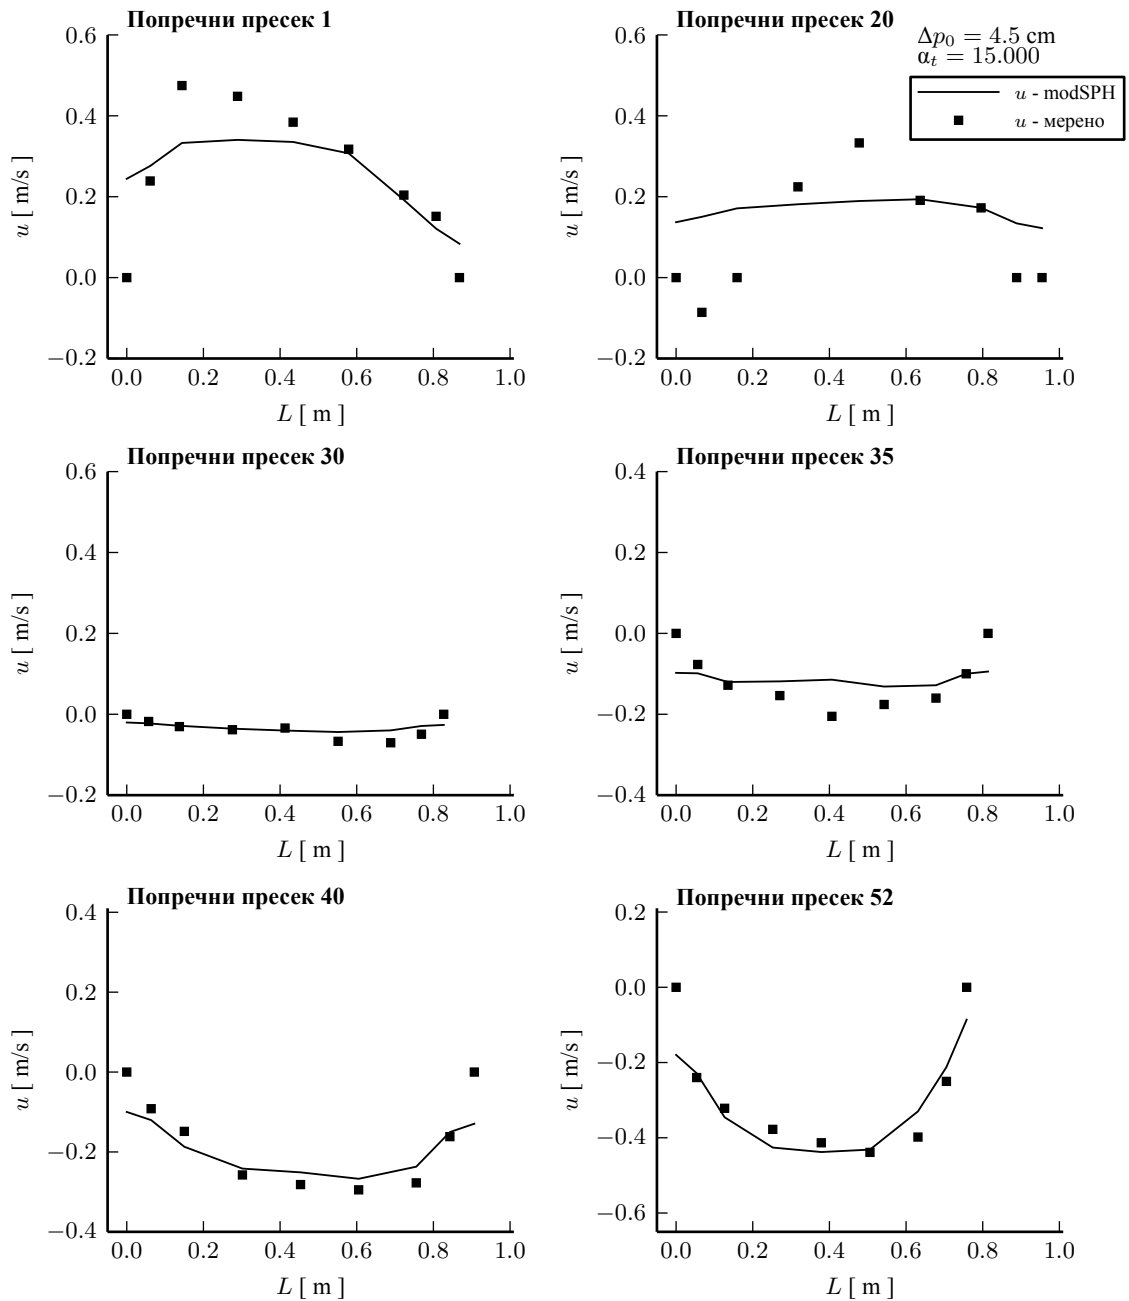 Попречни пресек 1
0.6
0.4
0.2
0.0
−0.2
u [ m/s ]
0.0 0.2 0.4 0.6 0.8 1.0
L [ m ]
Попречни пресек 20
Δp₀ = 4.5 cm
αₜ = 15.000
u - modSPH
u - мерено
0.6
0.4
0.2
0.0
−0.2
u [ m/s ]
0.0 0.2 0.4 0.6 0.8 1.0
L [ m ]
Попречни пресек 30
0.6
0.4
0.2
0.0
−0.2
u [ m/s ]
0.0 0.2 0.4 0.6 0.8 1.0
L [ m ]
Попречни пресек 35
0.4
0.2
0.0
−0.2
−0.4
u [ m/s ]
0.0 0.2 0.4 0.6 0.8 1.0
L [ m ]
Попречни пресек 40
0.4
0.2
0.0
−0.2
−0.4
u [ m/s ]
0.0 0.2 0.4 0.6 0.8 1.0
L [ m ]
Попречни пресек 52
0.2
0.0
−0.2
−0.4
−0.6
u [ m/s ]
0.0 0.2 0.4 0.6 0.8 1.0
L [ m ]